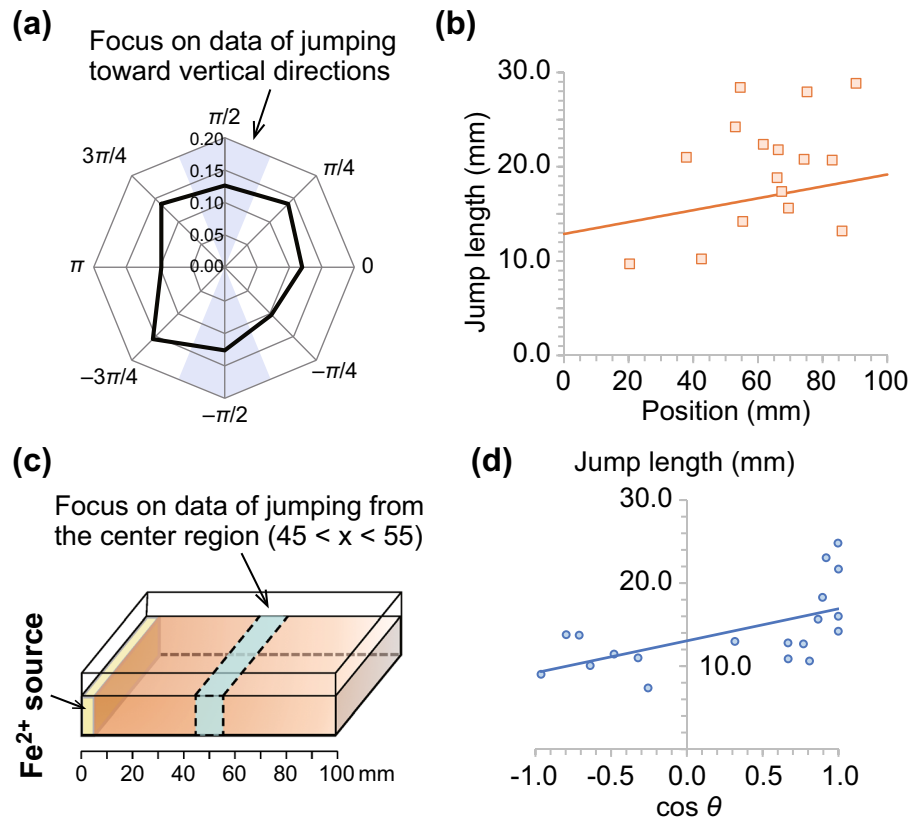 (a)
Focus on data of jumping
toward vertical directions
π/2
0.20
3π/4
0.15
π/4
0.10
0.05
π
0.00
0
–3π/4
–π/4
–π/2
(b)
30.0
20.0
10.0
0.0
Jump length (mm)
0 20 40 60 80 100
Position (mm)
(c)
Focus on data of jumping from
the center region (45 < x < 55)
Fe²⁺ source
0 10 20 30 40 50 60 70 80 100 mm
(d)
Jump length (mm)
30.0
20.0
10.0
-1.0 -0.5 0.0 0.5 1.0
cos θ